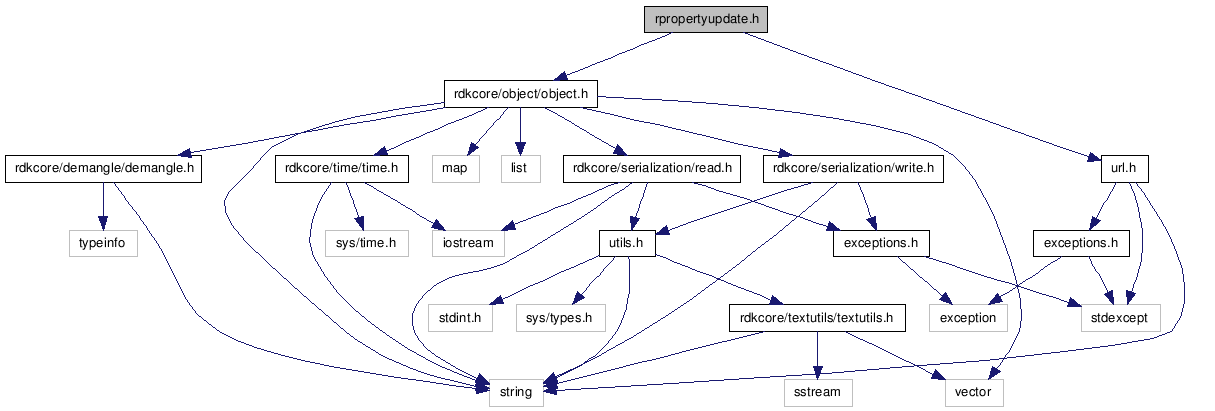 rpropertyupdate.h
rdkcore/object/object.h
rdkcore/demangle/demangle.h
rdkcore/time/time.h
map
list
rdkcore/serialization/read.h
rdkcore/serialization/write.h
url.h
typeinfo
sys/time.h
iostream
utils.h
exceptions.h
exceptions.h
stdint.h
sys/types.h
rdkcore/textutils/textutils.h
exception
stdexcept
string
sstream
vector